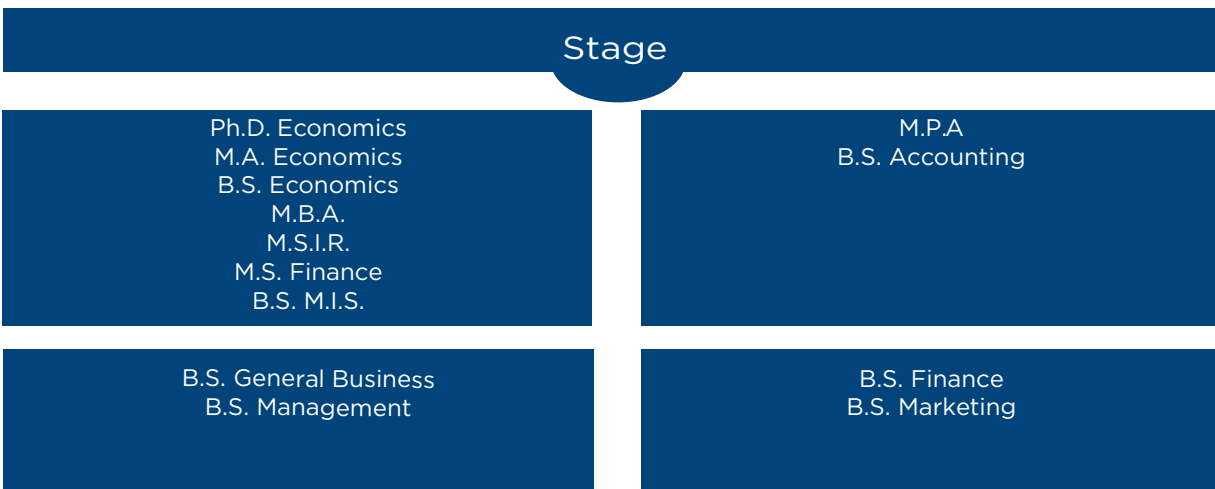 Stage
Ph.D. Economics
M.A. Economics
B.S. Economics
M.B.A.
M.S.I.R.
M.S. Finance
B.S. M.I.S.
M.P.A
B.S. Accounting
B.S. General Business
B.S. Management
B.S. Finance
B.S. Marketing